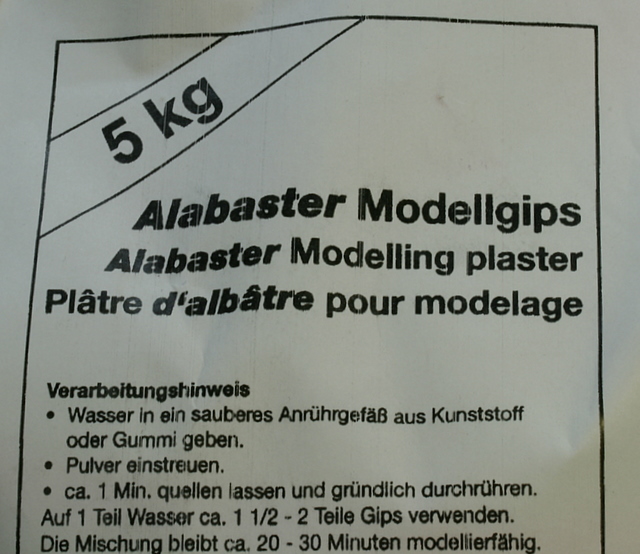 5 kg
Alabaster Modellgips
Alabaster Modelling plaster
Plâtre d'albâtre pour modelage
Verarbeitungshinweis
• Wasser in ein sauberes Anrührgefäß aus Kunststoff
oder Gummi geben.
• Pulver einstreuen.
• ca. 1 Min. quellen lassen und gründlich durchrühren.
Auf 1 Teil Wasser ca. 1 1/2 - 2 Teile Gips verwenden.
Die Mischung bleibt ca. 20 - 30 Minuten modellierfähig.